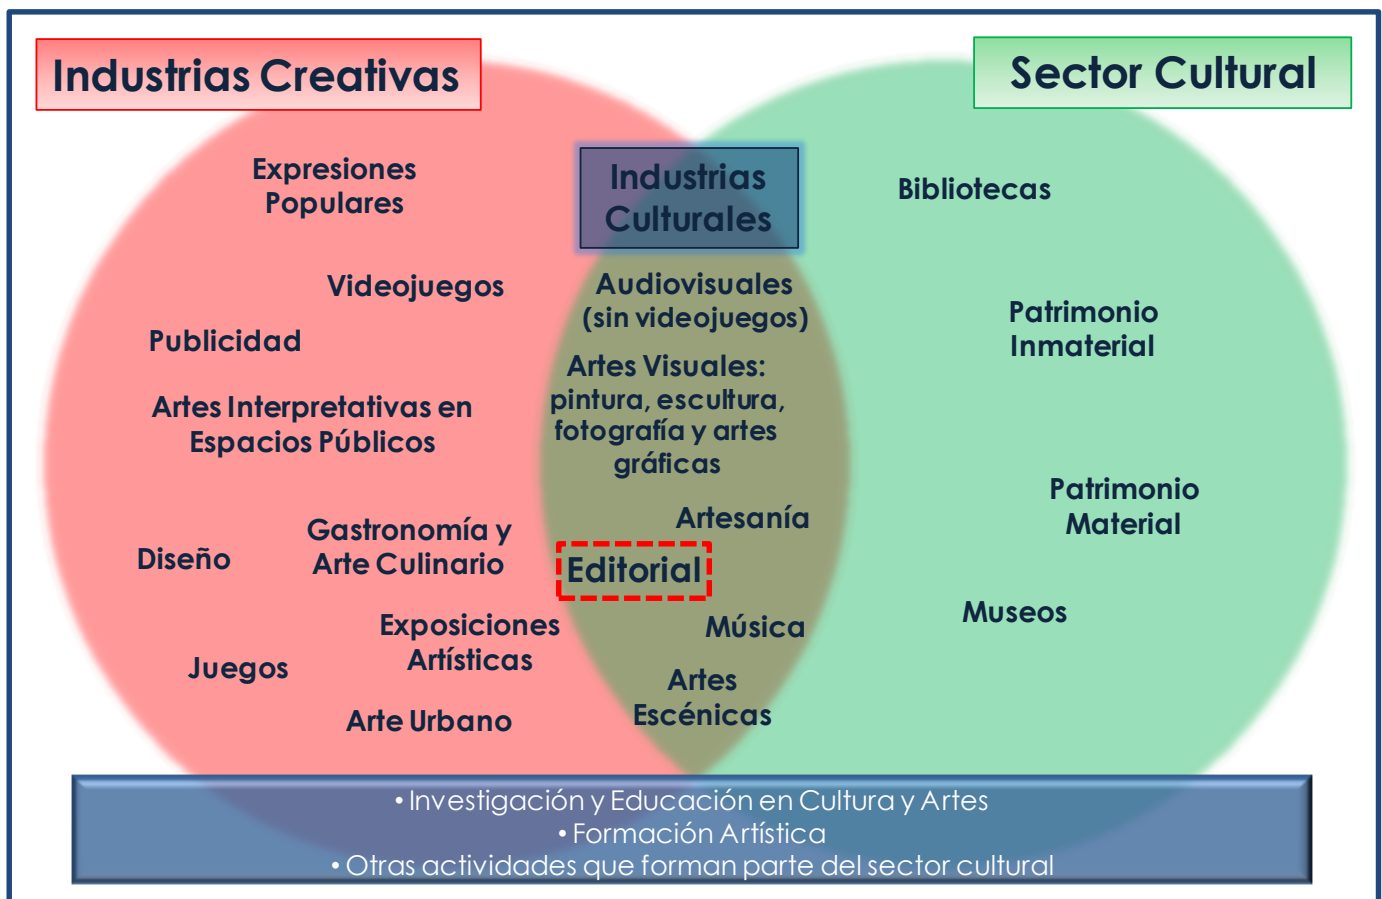 Industrias Creativas
Sector Cultural
Expresiones
Populares
Videojuegos
Publicidad
Artes Interpretativas en
Espacios Públicos
Diseño
Gastronomía y
Arte Culinario
Exposiciones
Artísticas
Juegos
Arte Urbano
Industrias
Culturales
Audiovisuales
(sin videojuegos)
Artes Visuales:
pintura, escultura,
fotografía y artes
gráficas
Artesanía
Editorial
Música
Artes
Escénicas
Bibliotecas
Patrimonio
Inmaterial
Patrimonio
Material
Museos
• Investigación y Educación en Cultura y Artes
• Formación Artística
• Otras actividades que forman parte del sector cultural